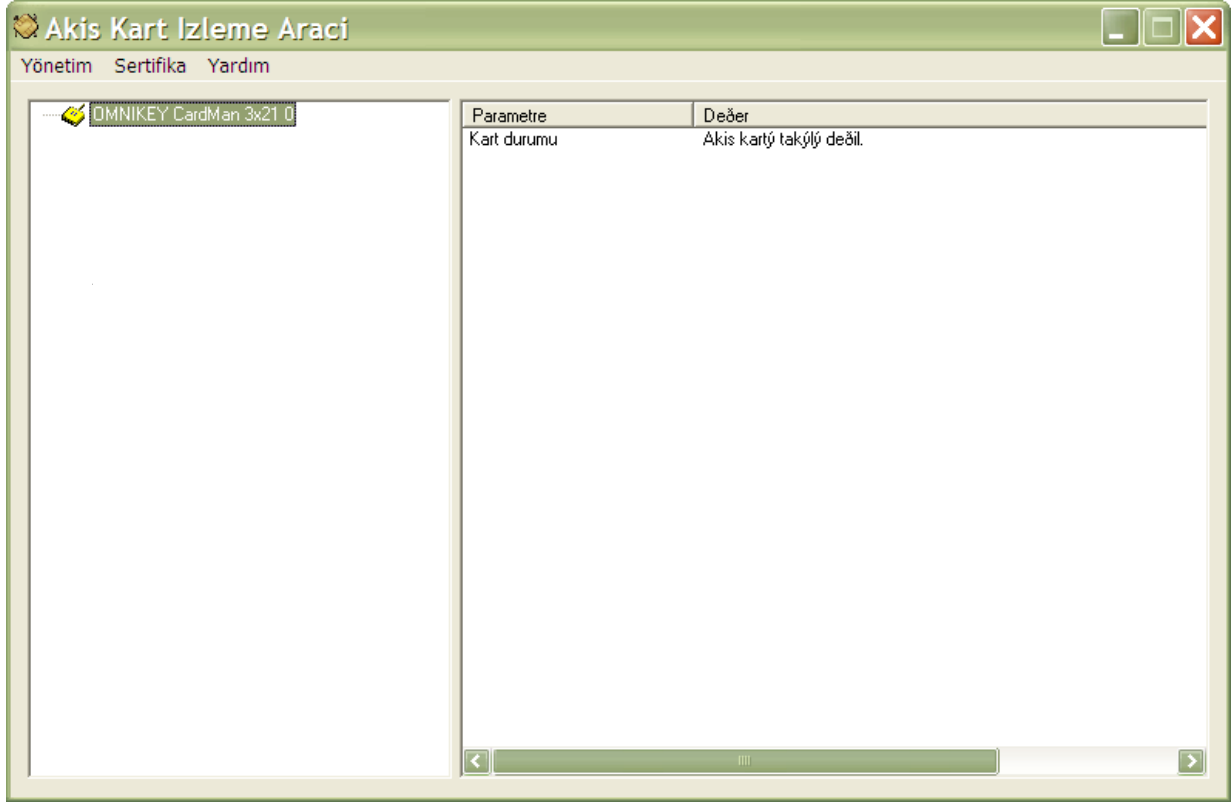 Akis Kart Izleme Araci
Yönetim Sertifika Yardım
OMNIKEY CardMan 3x21 0
Parametre Deðer
Kart durumu Akis kartý takýlý deðil.